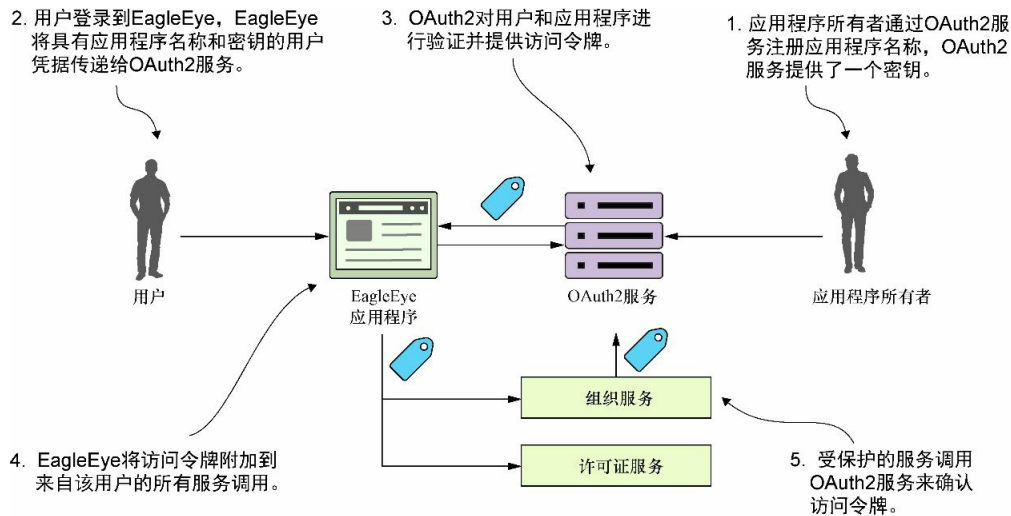 2. 用户登录到EagleEye，EagleEye
将具有应用程序名称和密钥的用户
凭据传递给OAuth2服务。
3. OAuth2对用户和应用程序进
行验证并提供访问令牌。
1. 应用程序所有者通过OAuth2服
务注册应用程序名称，OAuth2
服务提供了一个密钥。
用户
EagleEye
应用程序
OAuth2服务
应用程序所有者
组织服务
许可证服务
4. EagleEye将访问令牌附加到
来自该用户的所有服务调用。
5. 受保护的服务调用
OAuth2服务来确认
访问令牌。